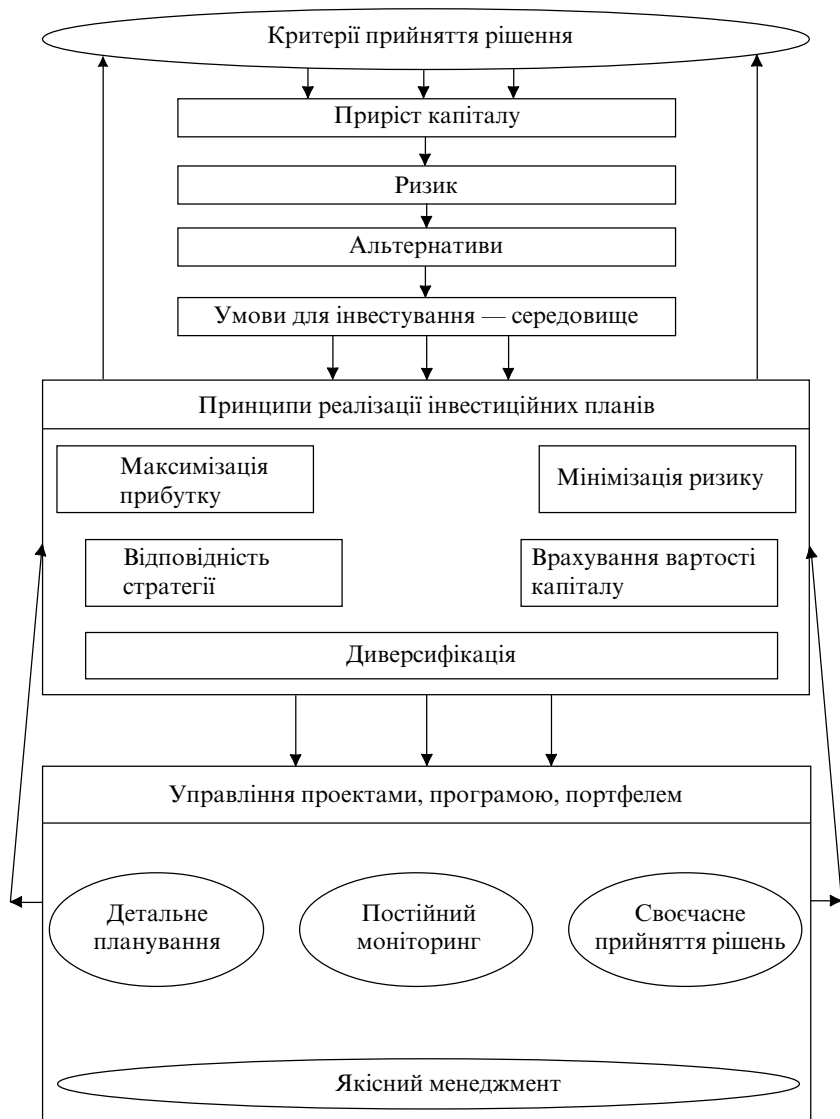 Критерії прийняття рішення
Приріст капіталу
Ризик
Альтернативи
Умови для інвестування — середовище
Принципи реалізації інвестиційних планів
Максимізація
прибутку
Мінімізація ризику
Відповідність
стратегії
Врахування вартості
капіталу
Диверсифікація
Управління проектами, програмою, портфелем
Детальне
планування
Постійний
моніторинг
Своєчасне
прийняття рішень
Якісний менеджмент